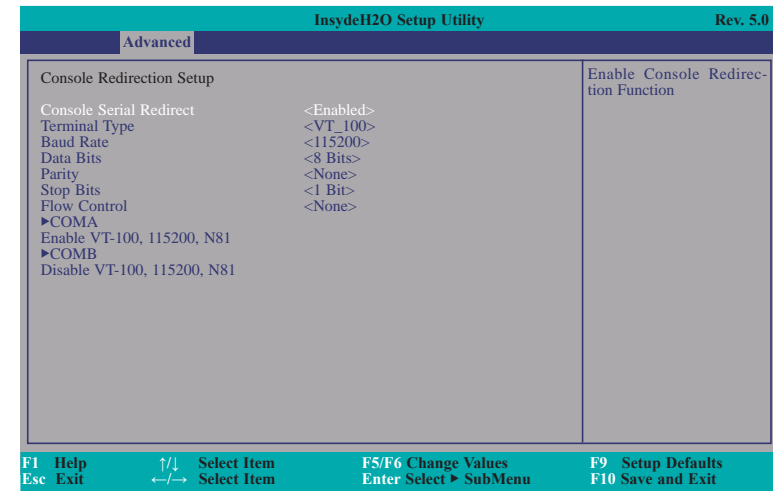 InsydeH2O Setup Utility Rev. 5.0
Advanced
Console Redirection Setup
Console Serial Redirect <Enabled>
Terminal Type <VT_100>
Baud Rate <115200>
Data Bits <8 Bits>
Parity <None>
Stop Bits <1 Bit>
Flow Control <None>
▶COMA
Enable VT-100, 115200, N81
▶COMB
Disable VT-100, 115200, N81
Enable Console Redirec-
tion Function
F1 Help ↑/↓ Select Item F5/F6 Change Values F9 Setup Defaults
Esc Exit ←/→ Select Item Enter Select ▶ SubMenu F10 Save and Exit